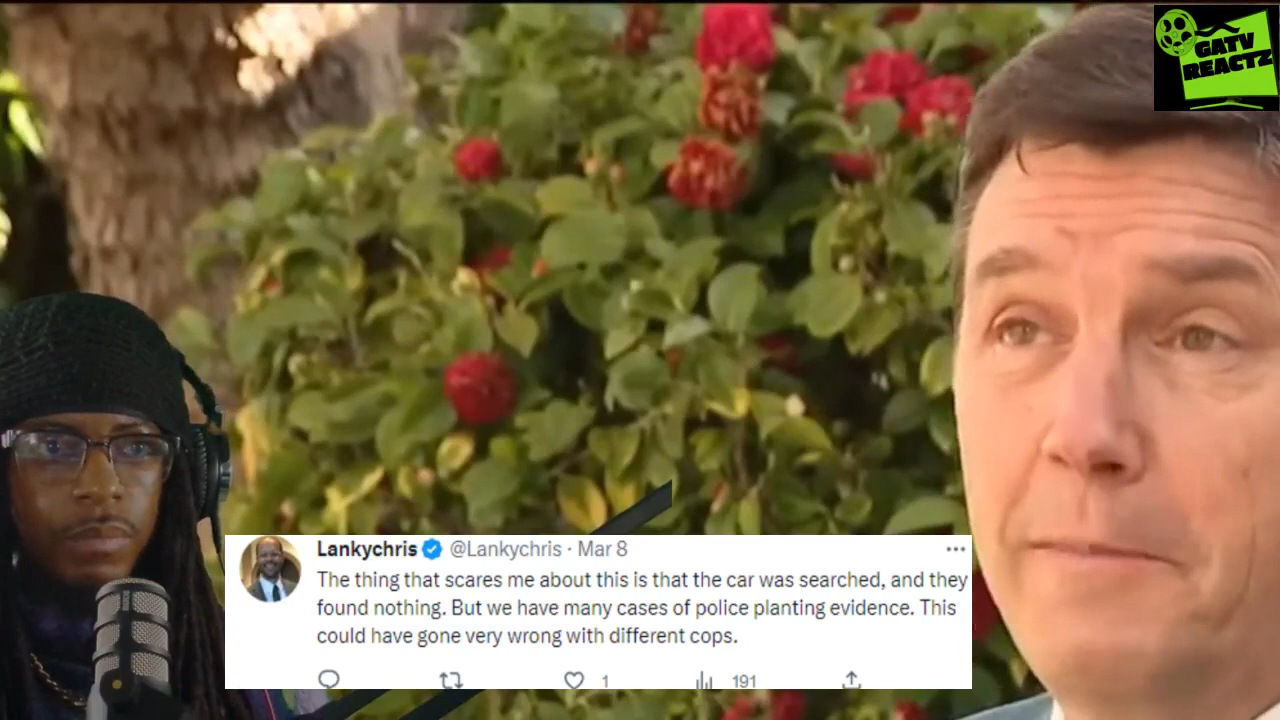 GATV
REACTZ
Lankychris @Lankychris · Mar 8
The thing that scares me about this is that the car was searched, and they
found nothing. But we have many cases of police planting evidence. This
could have gone very wrong with different cops.
1 191